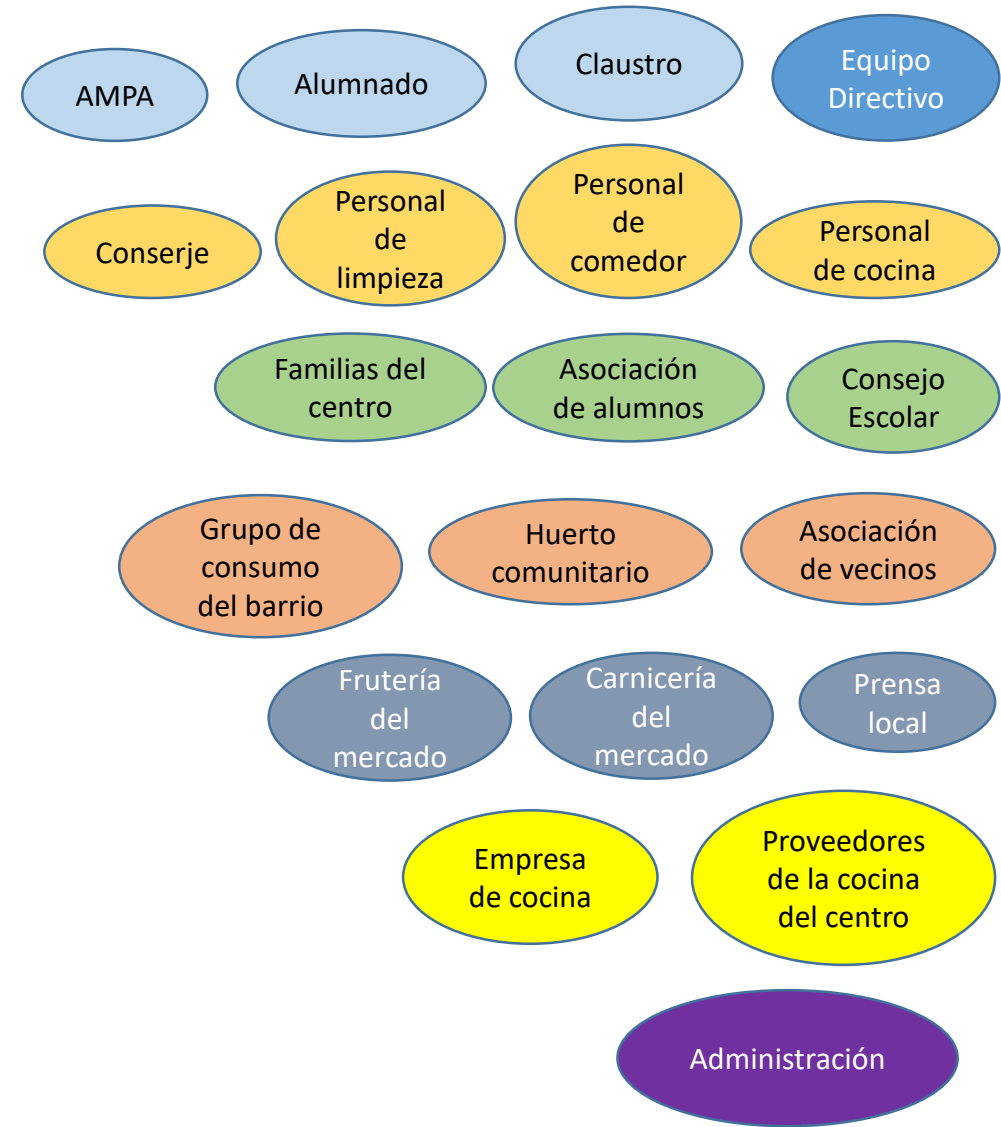 AMPA
Alumnado
Claustro
Equipo
Directivo
Conserje
Personal
de
limpieza
Personal
de
comedor
Personal
de cocina
Familias del
centro
Asociación
de alumnos
Consejo
Escolar
Grupo de
consumo
del barrio
Huerto
comunitario
Asociación
de vecinos
Frutería
del
mercado
Carnicería
del
mercado
Prensa
local
Empresa
de cocina
Proveedores
de la cocina
del centro
Administración